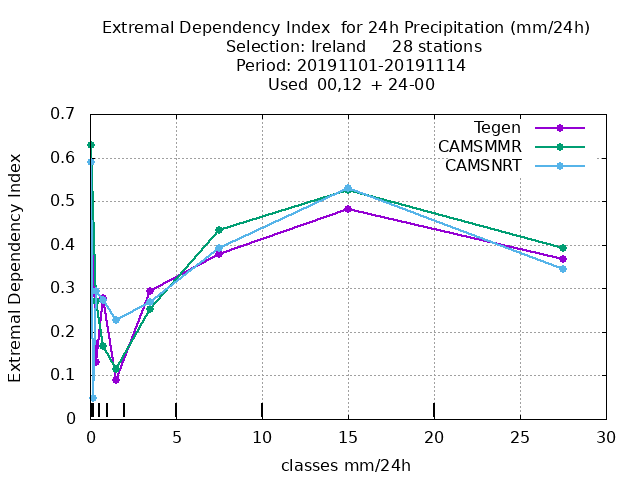 Extremal Dependency Index  for 24h Precipitation (mm/24h)
Selection: Ireland     28 stations
Period: 20191101-20191114
Used  00,12  + 24-00
Extremal Dependency Index
0.7
0.6
0.5
0.4
0.3
0.2
0.1
0
Tegen
CAMSMMR
CAMSNRT
0 5 10 15 20 25 30
classes mm/24h